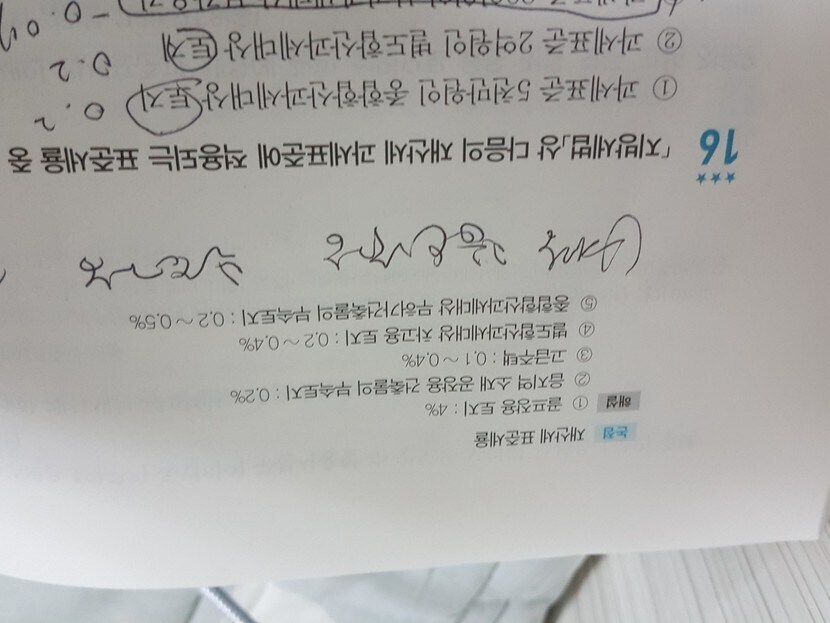 논점 재산세 표준세율
해설 ① 골프장용 토지 : 4%
② 읍지역 소재 공장용 건축물의 부속토지 : 0.2%
③ 고급주택 : 0.1 ~ 0.4%
④ 별도합산과세대상 차고용 토지 : 0.2 ~ 0.4%
⑤ 종합합산과세대상 무허가건축물의 부속토지 : 0.2 ~ 0.5%
★★★
16 「지방세법」상 다음의 재산세 과세표준에 적용되는 표준세율 중
① 과세표준 5천만원인 종합합산과세대상 토지 0.2
② 과세표준 2억원인 별도합산과세대상 토지 0.2